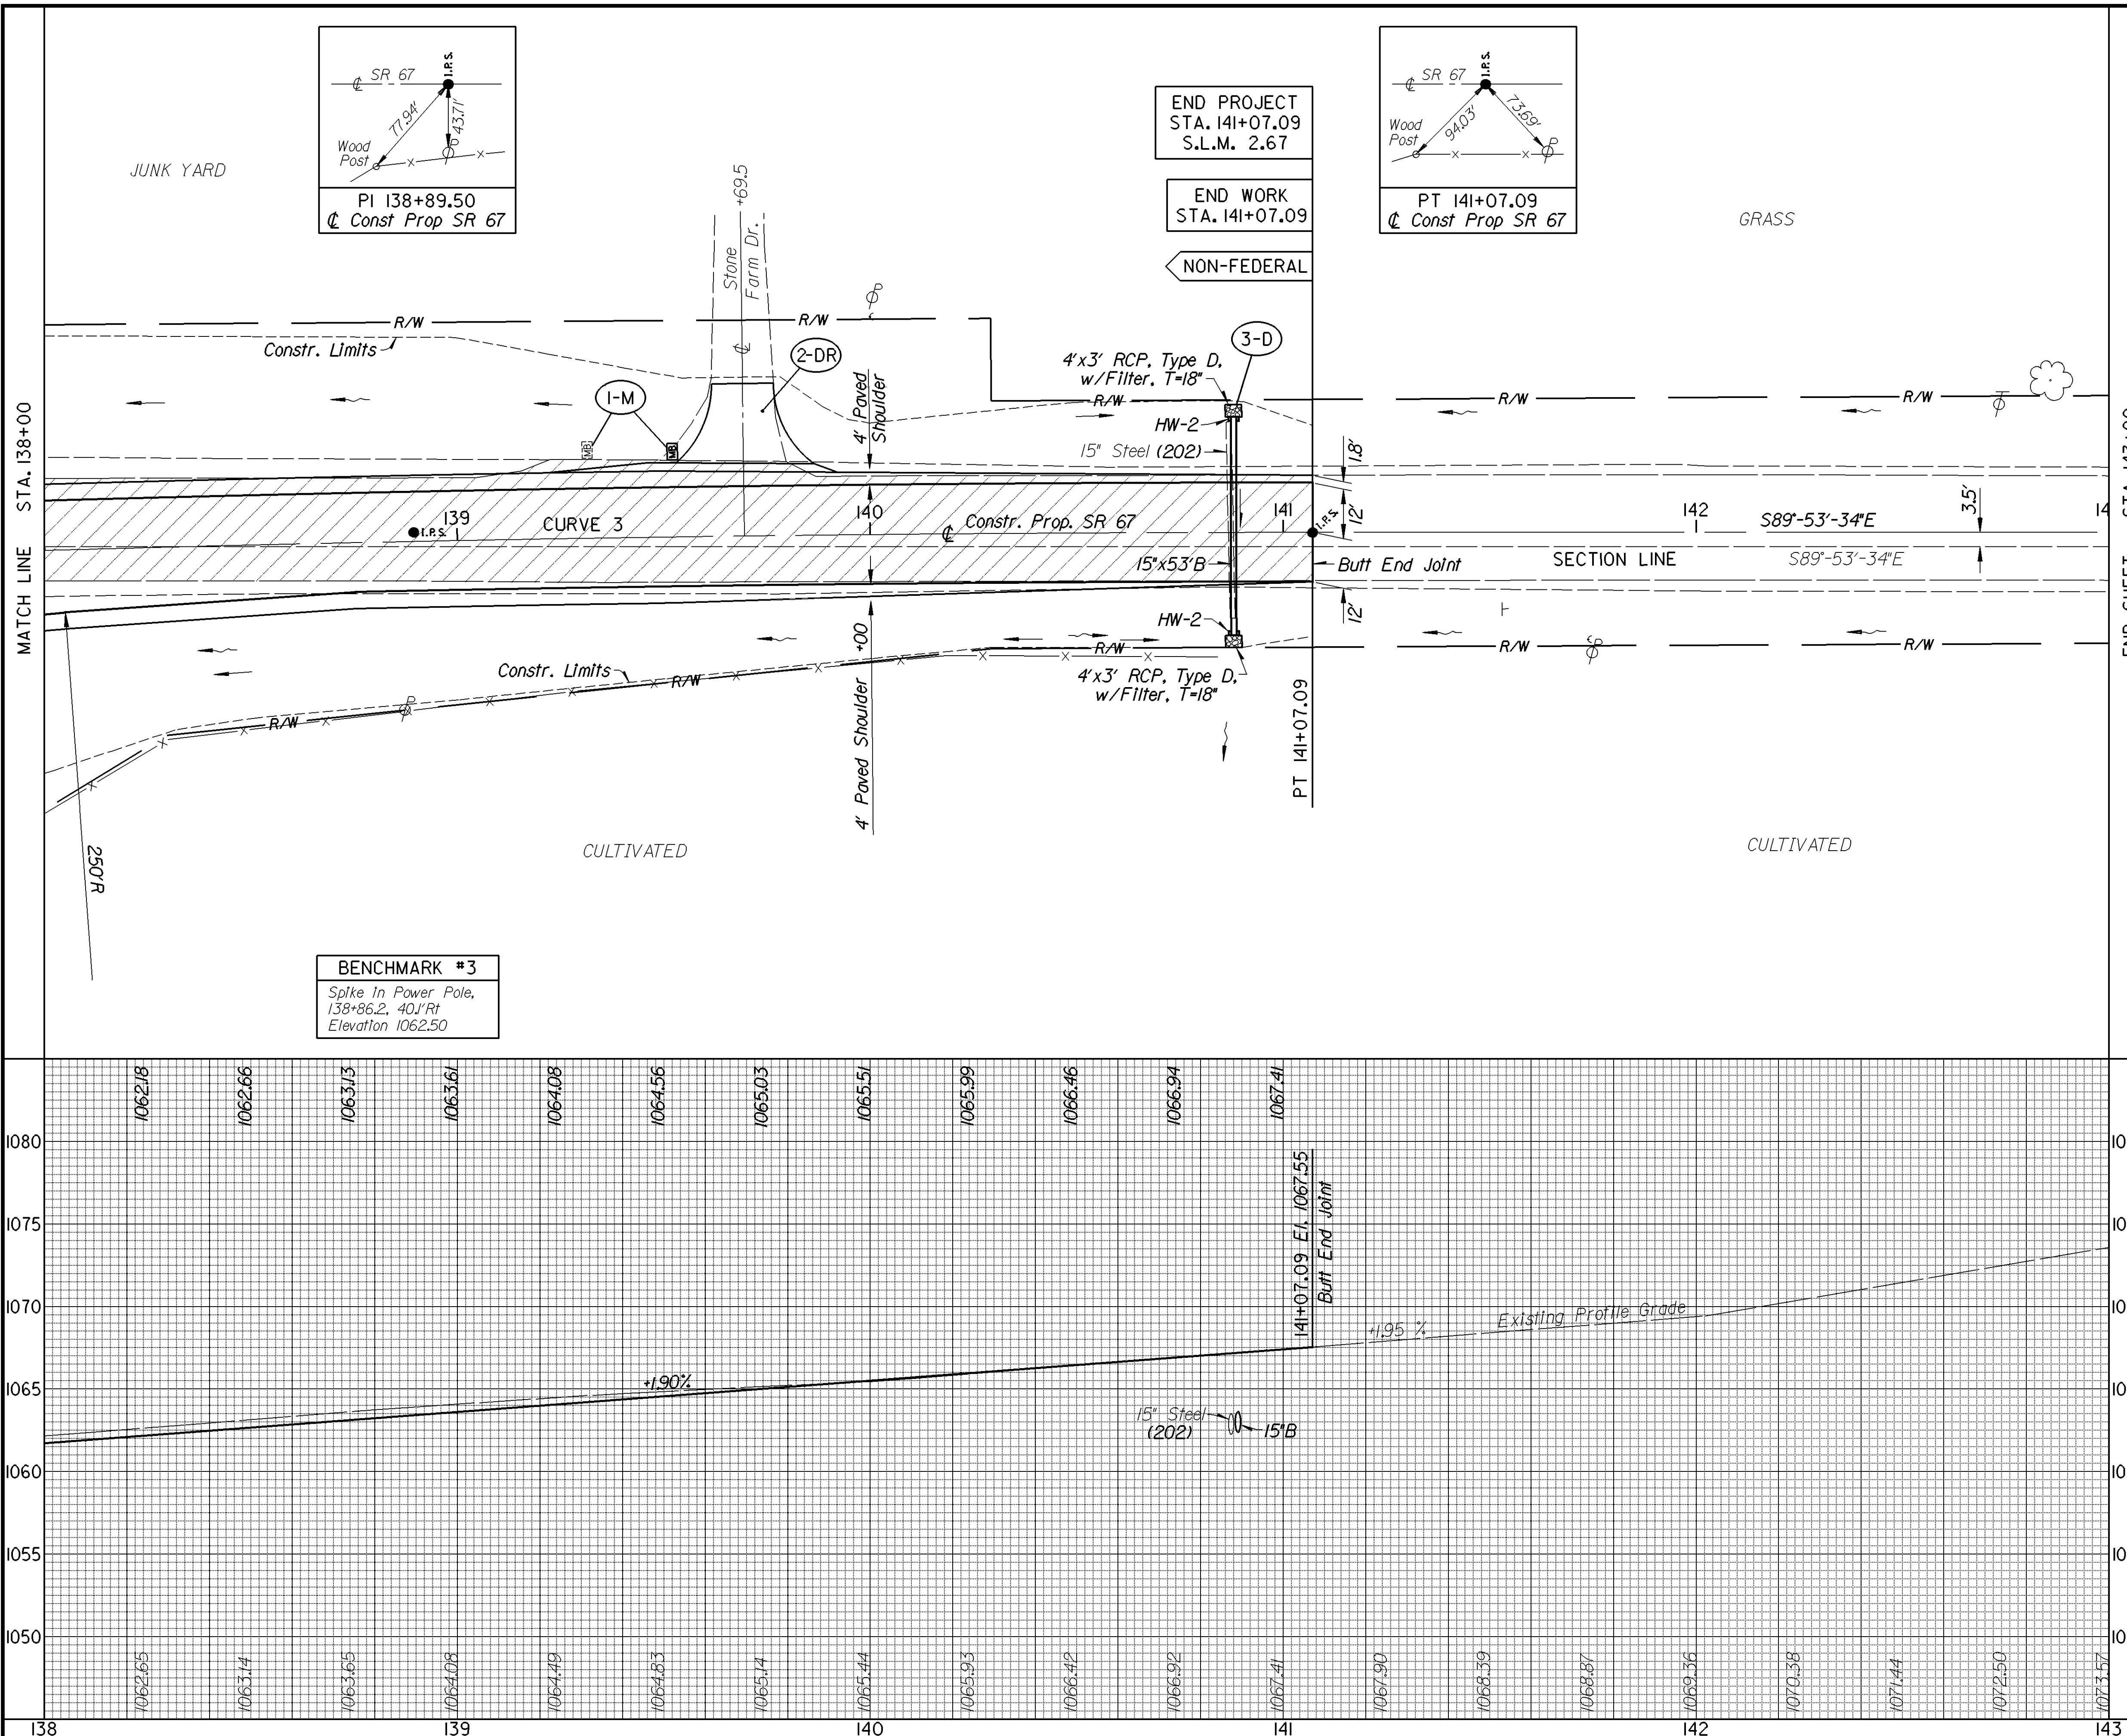 SR 67
I.P.S.
77.94'
43.71'
Wood
Post
P
PI 138+89.50
℄ Const Prop SR 67
JUNK YARD
END PROJECT
STA. 141+07.09
S.L.M. 2.67
END WORK
STA. 141+07.09
NON-FEDERAL
SR 67
I.P.S.
94.03'
73.69'
Wood
Post
P
PT 141+07.09
℄ Const Prop SR 67
GRASS
+69.5
Stone
Farm Dr.
℄
P
R/W
R/W
Constr. Limits
2-DR
1-M
MB
MB
4' Paved
Shoulder
3-D
4'x3' RCP, Type D,
w/Filter, T=18"
R/W
HW-2
15" Steel (202)
1.8'
R/W
R/W
MATCH LINE STA. 138+00
139
I.P.S.
CURVE 3
140
℄ Constr. Prop. SR 67
141
I.P.S.
12'
142
S89°-53'-34"E
3.5'
14
15"x53'B
Butt End Joint
SECTION LINE
S89°-53'-34"E
12'
HW-2
R/W
R/W
R/W
P
4'x3' RCP, Type D,
w/Filter, T=18"
Constr. Limits
R/W
R/W
P
4' Paved Shoulder +00
PT 141+07.09
250'R
CULTIVATED
CULTIVATED
BENCHMARK #3
Spike in Power Pole,
138+86.2, 40.1'Rt
Elevation 1062.50
1062.18
1062.66
1063.13
1063.61
1064.08
1064.56
1065.03
1065.51
1065.99
1066.46
1066.94
1067.41
1080
10
1075
10
1070
10
1065
10
1060
10
1055
10
1050
10
141+07.09 El. 1067.55
Butt End Joint
+1.95 %
Existing Profile Grade
+1.90%
15" Steel
(202)
15"B
1062.65
1063.14
1063.65
1064.08
1064.49
1064.83
1065.14
1065.44
1065.93
1066.42
1066.92
1067.41
1067.90
1068.39
1068.87
1069.36
1070.38
1071.44
1072.50
1073.57
138
139
140
141
142
143